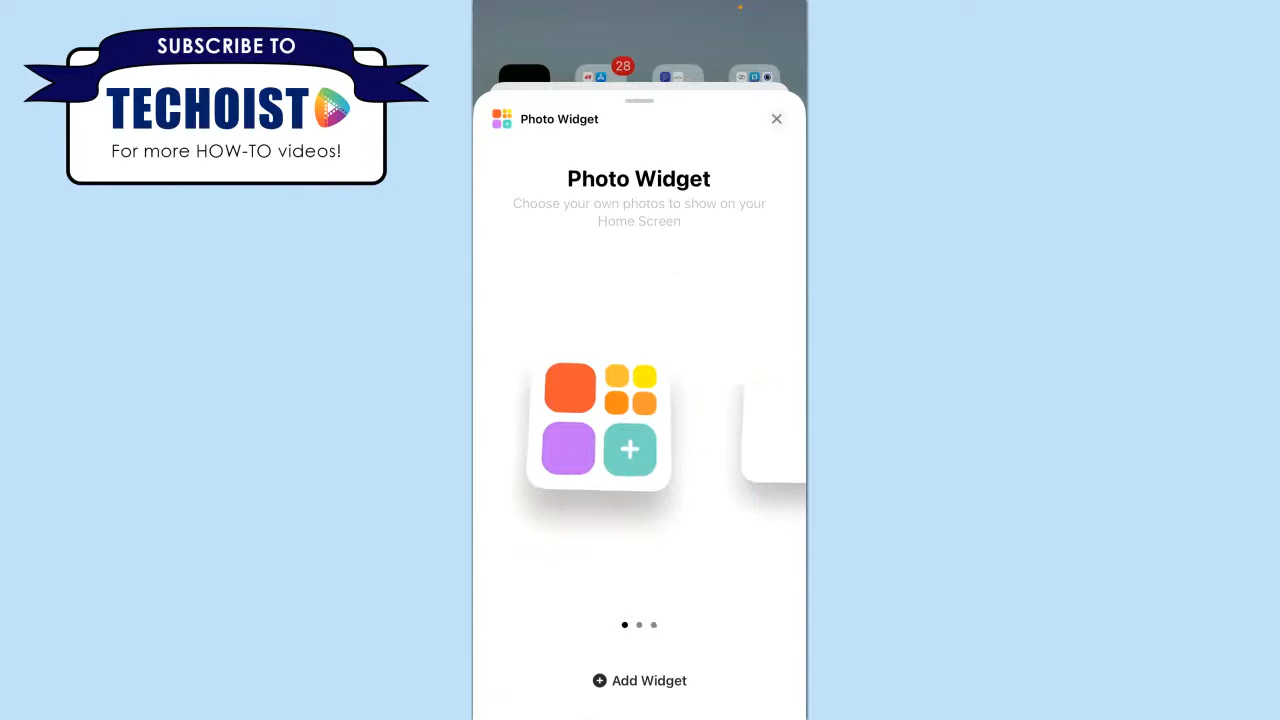 SUBSCRIBE TO
TECHOIST
For more HOW-TO videos!
28
Photo Widget
Photo Widget
Choose your own photos to show on your
Home Screen
Add Widget